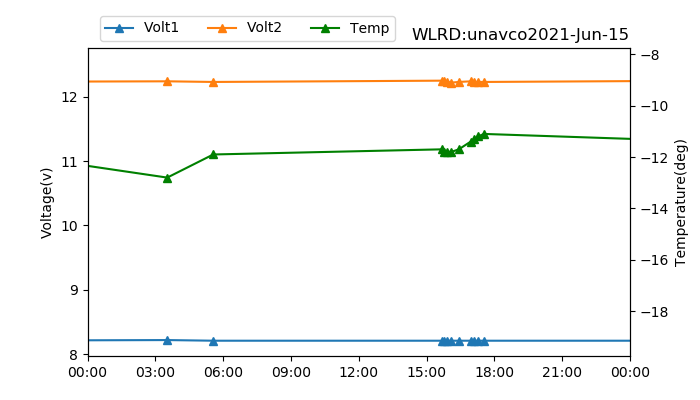 Volt1 Volt2 Temp
WLRD:unavco2021-Jun-15
12
11
10
9
8
Voltage(v)
−8
−10
−12
−14
−16
−18
Temperature(deg)
00:00 03:00 06:00 09:00 12:00 15:00 18:00 21:00 00:00